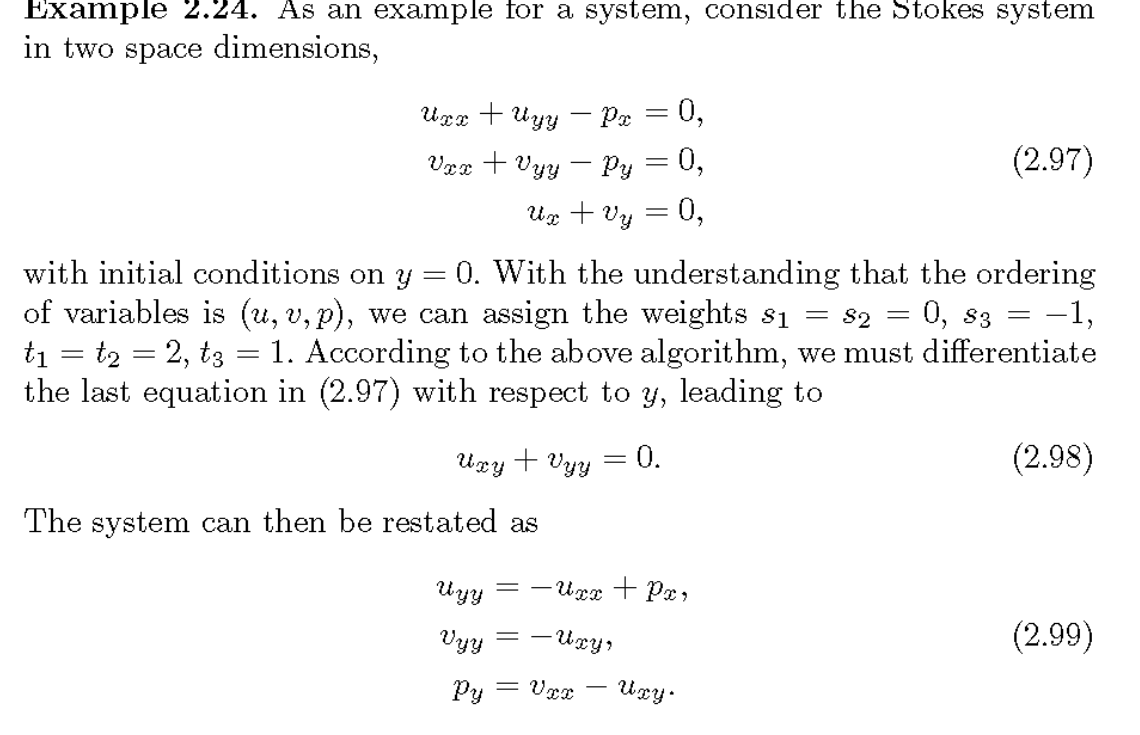 Example 2.24. As an example for a system, consider the Stokes system
in two space dimensions,
u_{xx} + u_{yy} − p_x = 0,
v_{xx} + v_{yy} − p_y = 0, (2.97)
u_x + v_y = 0,
with initial conditions on y = 0. With the understanding that the ordering
of variables is (u, v, p), we can assign the weights s_1 = s_2 = 0, s_3 = −1,
t_1 = t_2 = 2, t_3 = 1. According to the above algorithm, we must differentiate
the last equation in (2.97) with respect to y, leading to
u_{xy} + v_{yy} = 0. (2.98)
The system can then be restated as
u_{yy} = −u_{xx} + p_x,
v_{yy} = −u_{xy}, (2.99)
p_y = v_{xx} − u_{xy}.